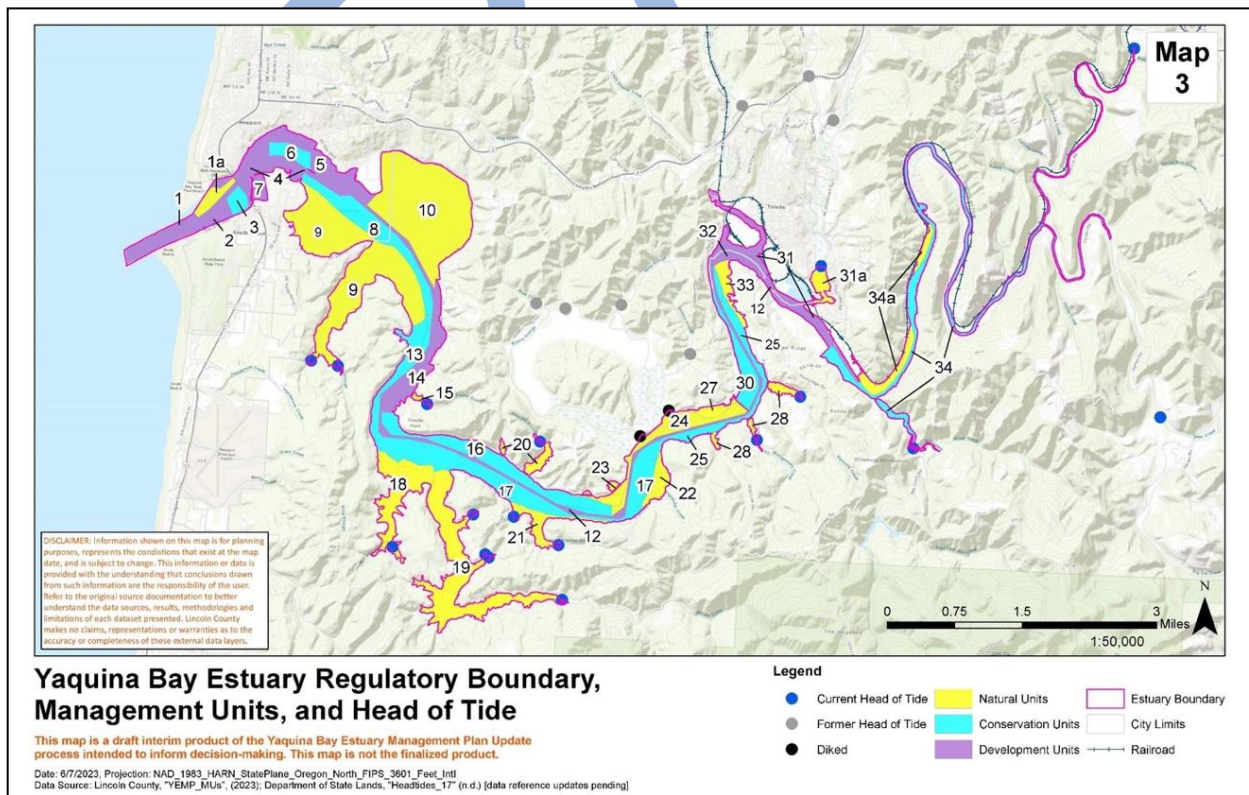 Map
3
Newport
Toledo
1a
1
2
3
4
5
6
7
8
9
9
10
13
14
15
16
17
18
19
20
21
12
22
17
23
24
25
27
28
28
28
30
25
33
32
31
12
31a
34a
34
DISCLAIMER: Information shown on this map is for planning
purposes, represents the condistions that exist at the map
date, and is subject to change. This information or data is
provided with the understanding that conclusions drawn
from such information are the responsibility of the user.
Refer to the original source documentation to better
understand the data sources, results, methodologies and
limitations of each dataset presented. Lincoln County
makes no claims, representations or warranties as to the
accuracy or completeness of these external data layers.
N
0 0.75 1.5 3
Miles
1:50,000
Yaquina Bay Estuary Regulatory Boundary,
Management Units, and Head of Tide
This map is a draft interim product of the Yaquina Bay Estuary Management Plan Update
process intended to inform decision-making. This map is not the finalized product.
Date: 6/7/2023, Projection: NAD_1983_HARN_StatePlane_Oregon_North_FIPS_3601_Feet_Intl
Data Source: Lincoln County, "YEMP_MUs", (2023); Department of State Lands, "Headtides_17" (n.d.) [data reference updates pending]
Legend
Current Head of Tide
Former Head of Tide
Diked
Natural Units
Conservation Units
Development Units
Estuary Boundary
City Limits
Railroad